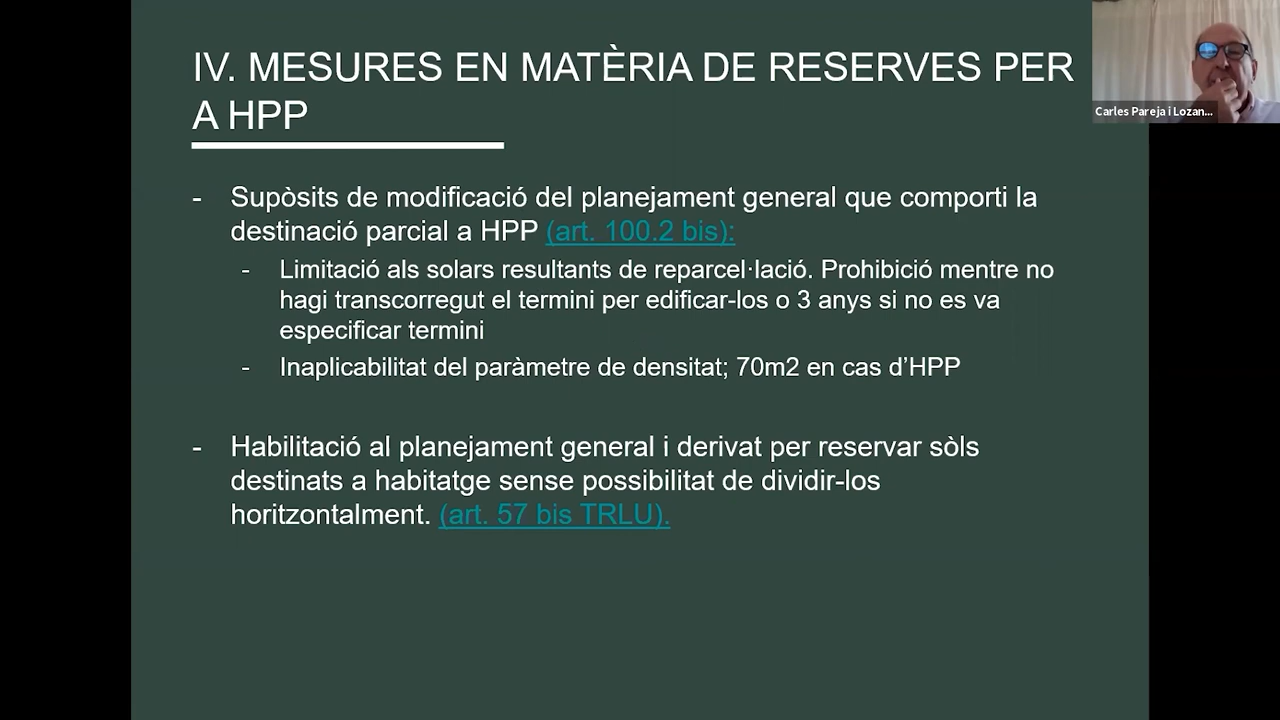 IV. MESURES EN MATÈRIA DE RESERVES PER
A HPP
Carles Pareja i Lozan...
- Supòsits de modificació del planejament general que comporti la
destinació parcial a HPP (art. 100.2 bis):
- Limitació als solars resultants de reparcel·lació. Prohibició mentre no
hagi transcorregut el termini per edificar-los o 3 anys si no es va
especificar termini
- Inaplicabilitat del paràmetre de densitat; 70m2 en cas d’HPP
- Habilitació al planejament general i derivat per reservar sòls
destinats a habitatge sense possibilitat de dividir-los
horitzontalment. (art. 57 bis TRLU).